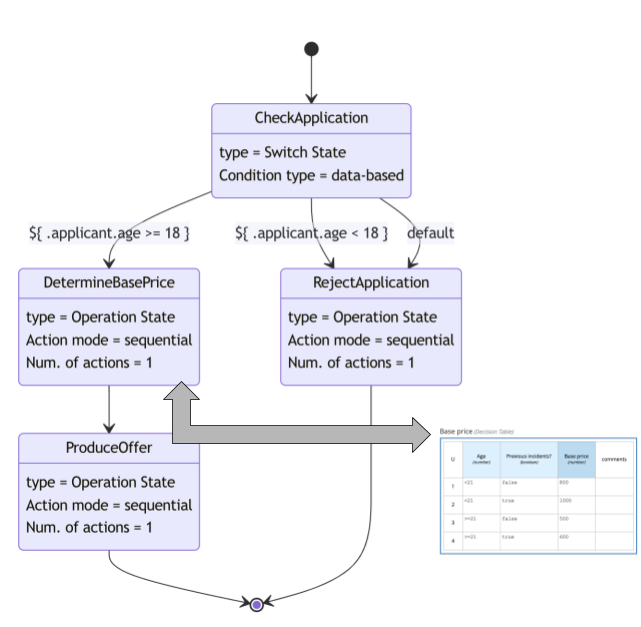 CheckApplication
type = Switch State
Condition type = data-based
${ .applicant.age >= 18 }
${ .applicant.age < 18 }
default
DetermineBasePrice
type = Operation State
Action mode = sequential
Num. of actions = 1
RejectApplication
type = Operation State
Action mode = sequential
Num. of actions = 1
ProduceOffer
type = Operation State
Action mode = sequential
Num. of actions = 1
Base price (Decision Table)
U Age Previous incidents? Base price comments
(number) (boolean) (number)
1 <21 false 800
2 <21 true 1000
3 >=21 false 500
4 >=21 true 600